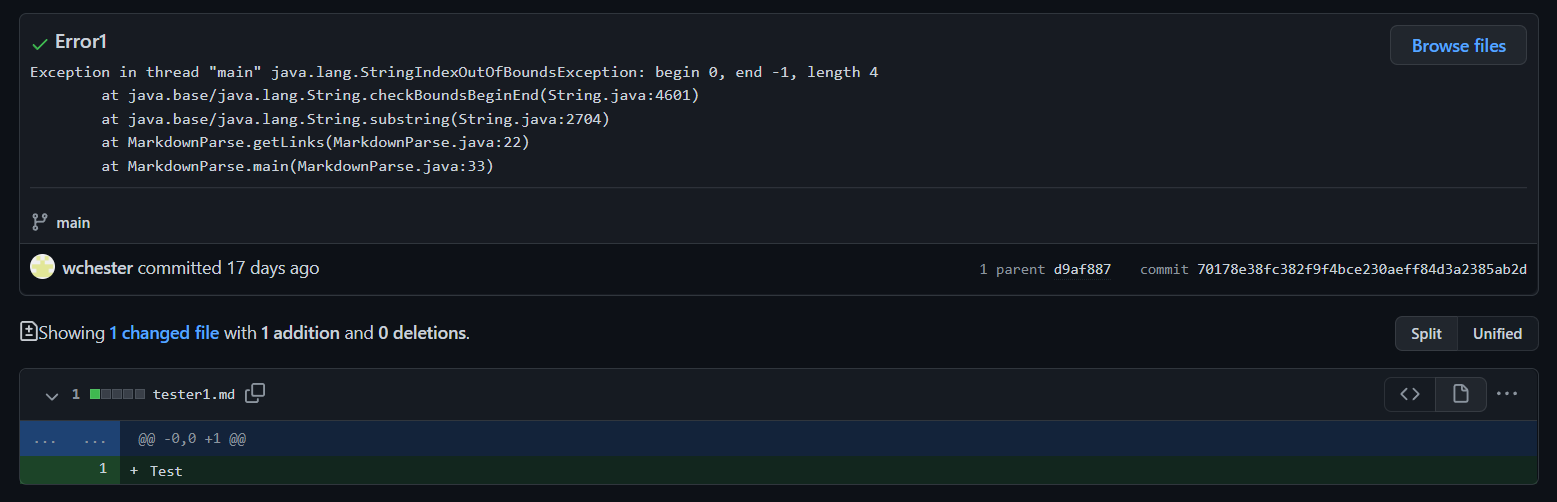 Error1
Browse files
Exception in thread "main" java.lang.StringIndexOutOfBoundsException: begin 0, end -1, length 4
at java.base/java.lang.String.checkBoundsBeginEnd(String.java:4601)
at java.base/java.lang.String.substring(String.java:2704)
at MarkdownParse.getLinks(MarkdownParse.java:22)
at MarkdownParse.main(MarkdownParse.java:33)
main
wchester committed 17 days ago
1 parent d9af887 commit 70178e38fc382f9f4bce230aeff84d3a2385ab2d
Showing 1 changed file with 1 addition and 0 deletions.
Split Unified
1 tester1.md
... ... @@ -0,0 +1 @@
1 + Test